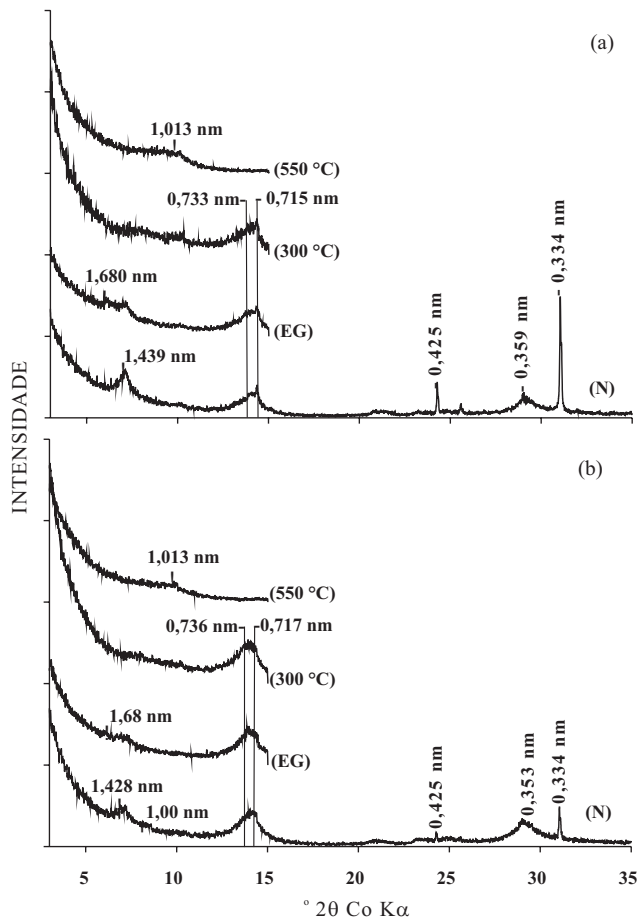 INTENSIDADE
(a)
1,013 nm
(550 °C)
0,733 nm
0,715 nm
(300 °C)
1,680 nm
(EG)
1,439 nm
0,425 nm
0,359 nm
0,334 nm
(N)
(b)
1,013 nm
(550 °C)
0,736 nm
0,717 nm
(300 °C)
1,68 nm
(EG)
1,428 nm
1,00 nm
0,425 nm
0,353 nm
0,334 nm
(N)
5 10 15 20 25 30 35
° 2θ Co Kα